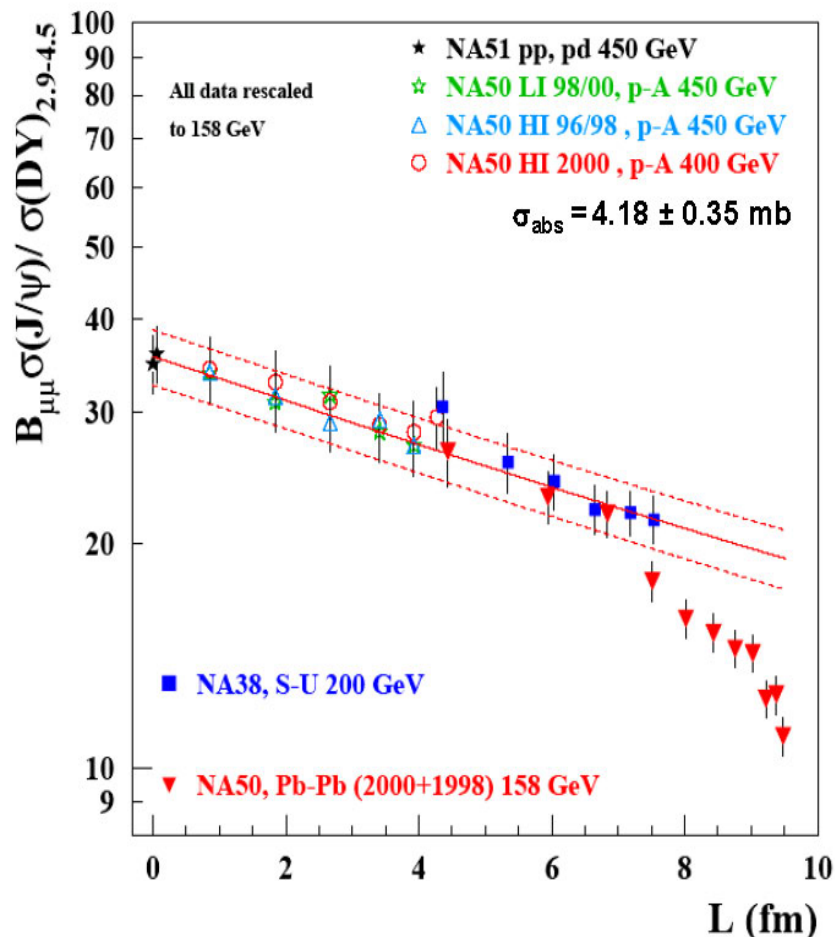 B_μμ σ(J/ψ)/ σ(DY)_2.9-4.5
100
90
80
70
60
50
40
30
20
10
9
All data rescaled
to 158 GeV
NA51 pp, pd 450 GeV
NA50 LI 98/00, p-A 450 GeV
NA50 HI 96/98 , p-A 450 GeV
NA50 HI 2000 , p-A 400 GeV
σ_abs = 4.18 ± 0.35 mb
NA38, S-U 200 GeV
NA50, Pb-Pb (2000+1998) 158 GeV
0 2 4 6 8 10
L (fm)